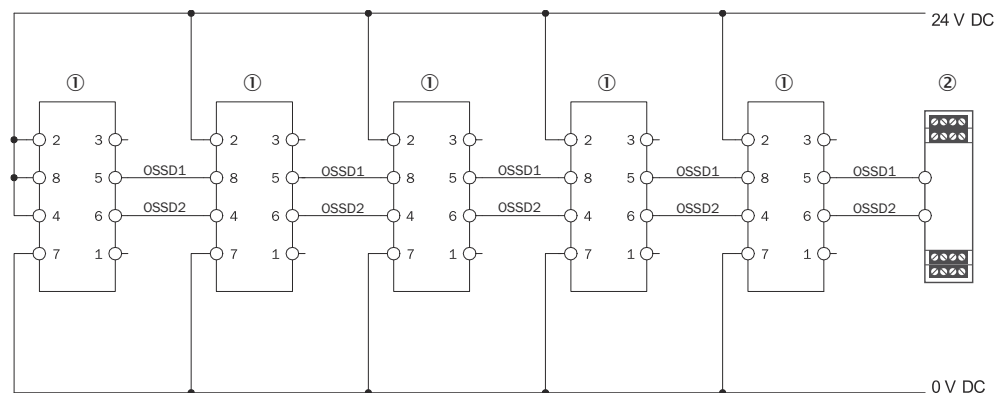 24 V DC
① ① ① ① ① ②
2 3 2 3 2 3 2 3 2 3
8 5 OSSD1 8 5 OSSD1 8 5 OSSD1 8 5 OSSD1 8 5 OSSD1
4 6 OSSD2 4 6 OSSD2 4 6 OSSD2 4 6 OSSD2 4 6 OSSD2
7 1 7 1 7 1 7 1 7 1
0 V DC